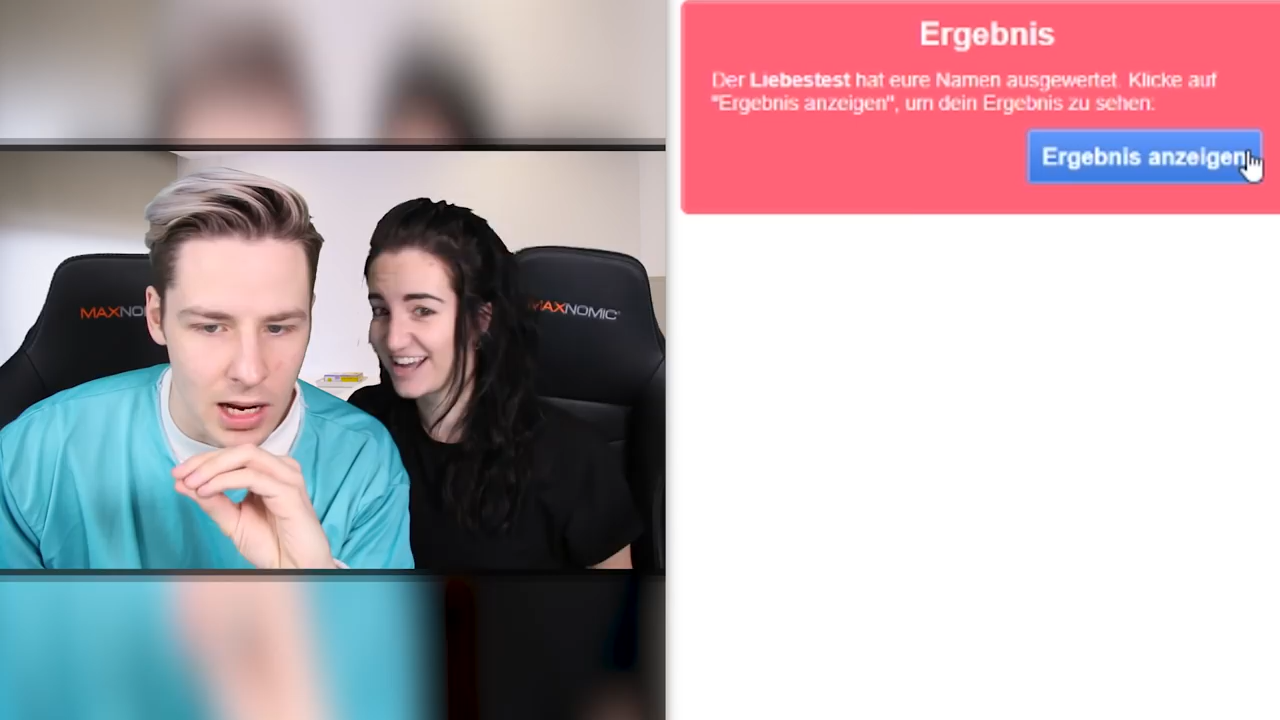 Ergebnis
Der Liebestest hat eure Namen ausgewertet. Klicke auf
"Ergebnis anzeigen", um dein Ergebnis zu sehen:
Ergebnis anzeigen
MAXNO
MAXNOMIC